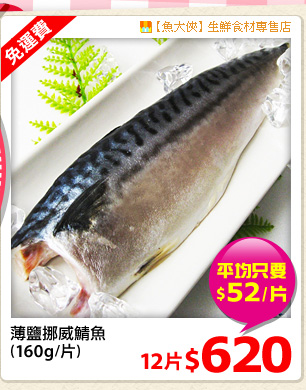 【魚大俠】生鮮食材專售店
免運費
平均只要
$52/片
薄鹽挪威鯖魚
(160g/片)
12片$620